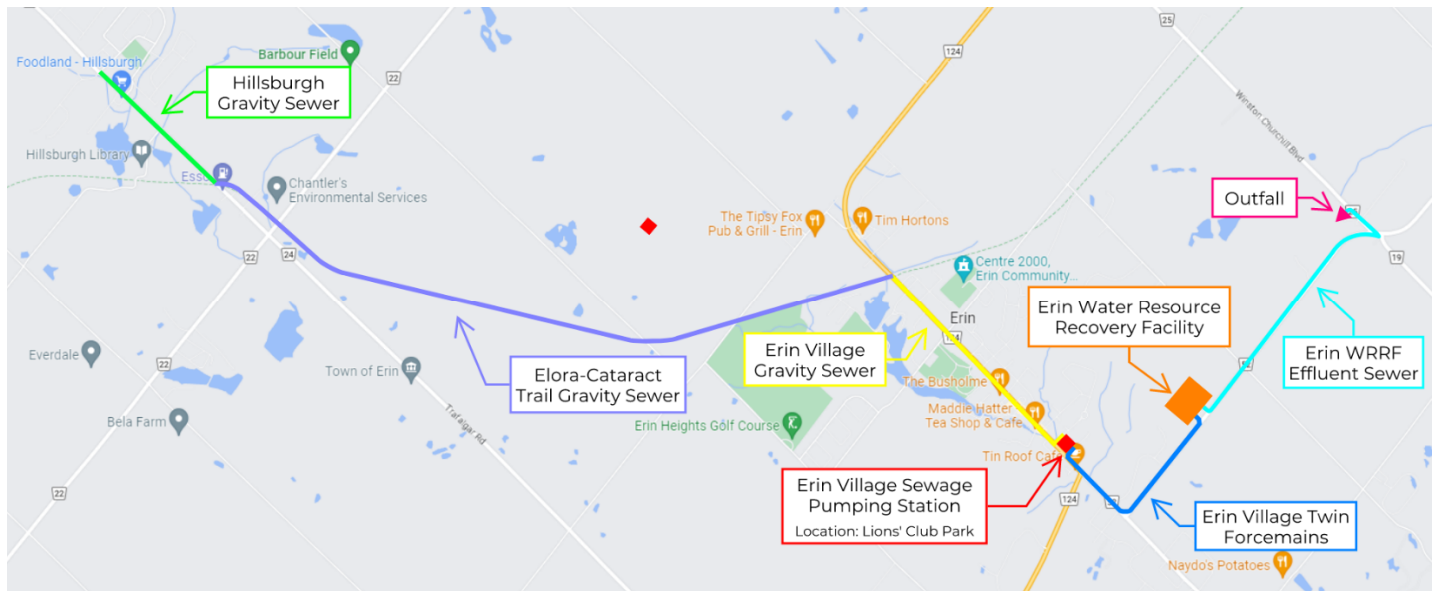 Foodland - Hillsburgh
Barbour Field
22
Hillsburgh
Gravity Sewer
Hillsburgh Library
Esso
Chantler's
Environmental Services
22
24
124
25
Winston Churchill Blvd
The Tipsy Fox
Pub & Grill - Erin
Tim Hortons
Outfall
19
Centre 2000,
Erin Community...
Erin
124
Erin Water Resource
Recovery Facility
Erin WRRF
Effluent Sewer
Everdale
22
Town of Erin
Elora-Cataract
Trail Gravity Sewer
Erin Village
Gravity Sewer
The Busholme
Maddie Hatter -
Tea Shop & Cafe
Bela Farm
Trafalgar Rd
Erin Heights Golf Course
Tin Roof Cafe
22
Erin Village Sewage
Pumping Station
Location: Lions' Club Park
124
Erin Village Twin
Forcemains
Naydo's Potatoes